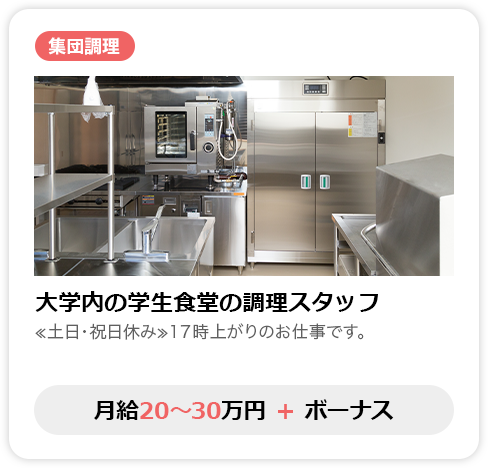 集団調理
大学内の学生食堂の調理スタッフ
≪土日・祝日休み≫17時上がりのお仕事です。
月給20〜30万円 + ボーナス